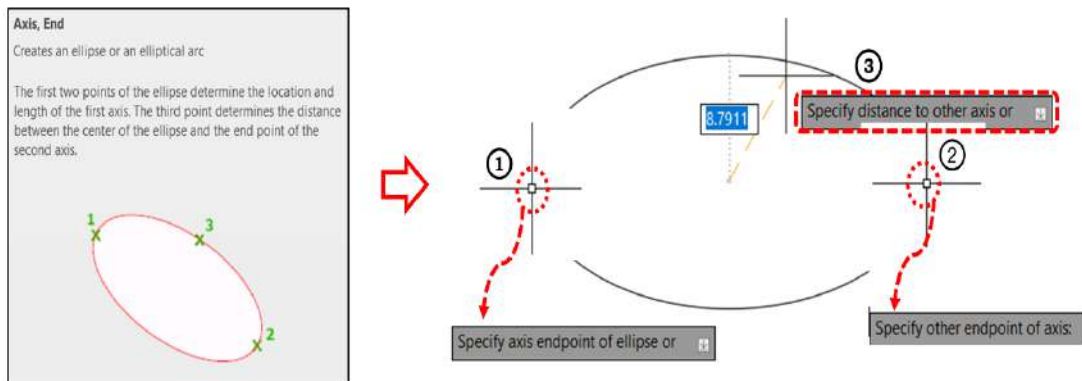 Axis, End
Creates an ellipse or an elliptical arc
The first two points of the ellipse determine the location and
length of the first axis. The third point determines the distance
between the center of the ellipse and the end point of the
second axis.
1
3
2
①
8.7911
③
Specify distance to other axis or
②
Specify axis endpoint of ellipse or
Specify other endpoint of axis: